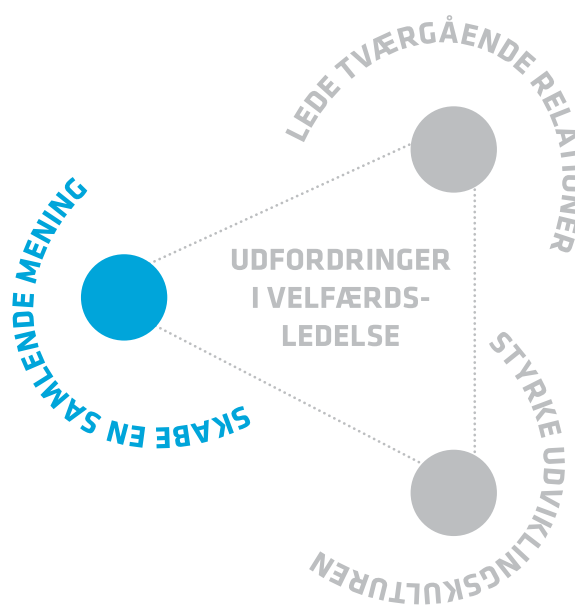 LEDE TVÆRGÅENDE RELATIONER
SKABE EN SAMLENDE MENING
UDFORDRINGER
I VELFÆRDS-
LEDELSE
STYRKE UDVIKLINGSKULTUREN